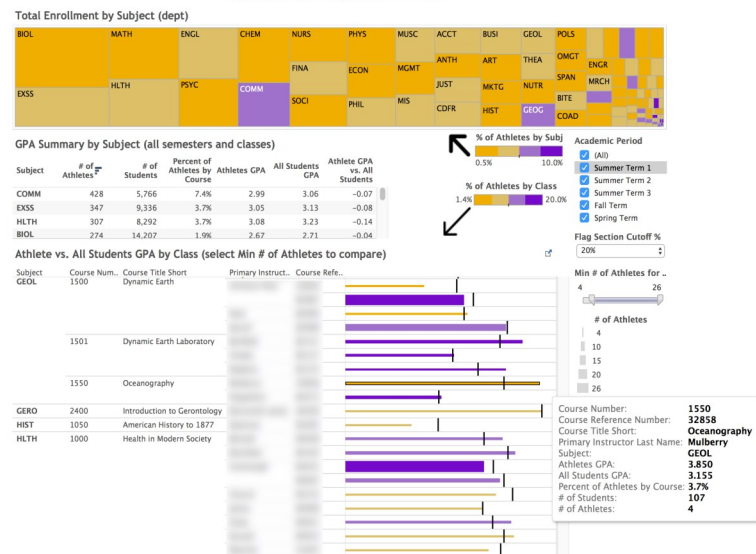 Total Enrollment by Subject (dept)
BIOL MATH ENGL CHEM NURS PHYS MUSC ACCT BUSI GEOL POLS
ANTH ART THEA OMGT ENGR
FINA ECON MGMT SPAN
EXSS HLTH PSYC COMM JUST MKTG NUTR MRCH
SOCI PHIL MIS CDFR HIST GEOG BITE
COAD
GPA Summary by Subject (all semesters and classes)
Subject # of Athletes # of Students Percent of Athletes by Course Athletes GPA All Students GPA Athlete GPA vs. All Students
COMM 428 5,766 7.4% 2.99 3.06 -0.07
EXSS 347 9,336 3.7% 3.05 3.13 -0.08
HLTH 307 8,292 3.7% 3.08 3.23 -0.14
BIOL 274 14,207 1.9% 2.67 2.71 -0.04
% of Athletes by Subj
0.5% 10.0%
% of Athletes by Class
1.4% 20.0%
Academic Period
(All)
Summer Term 1
Summer Term 2
Summer Term 3
Fall Term
Spring Term
Flag Section Cutoff %
20%
Min # of Athletes for ..
4 26
# of Athletes
4
10
15
20
26
Athlete vs. All Students GPA by Class (select Min # of Athletes to compare)
Subject Course Num.. Course Title Short Primary Instruct.. Course Refe..
GEOL 1500 Dynamic Earth
1501 Dynamic Earth Laboratory
1550 Oceanography
GERO 2400 Introduction to Gerontology
HIST 1050 American History to 1877
HLTH 1000 Health in Modern Society
Course Number: 1550
Course Reference Number: 32858
Course Title Short: Oceanography
Primary Instructor Last Name: Mulberry
Subject: GEOL
Athletes GPA: 3.850
All Students GPA: 3.155
Percent of Athletes by Course: 3.7%
# of Students: 107
# of Athletes: 4